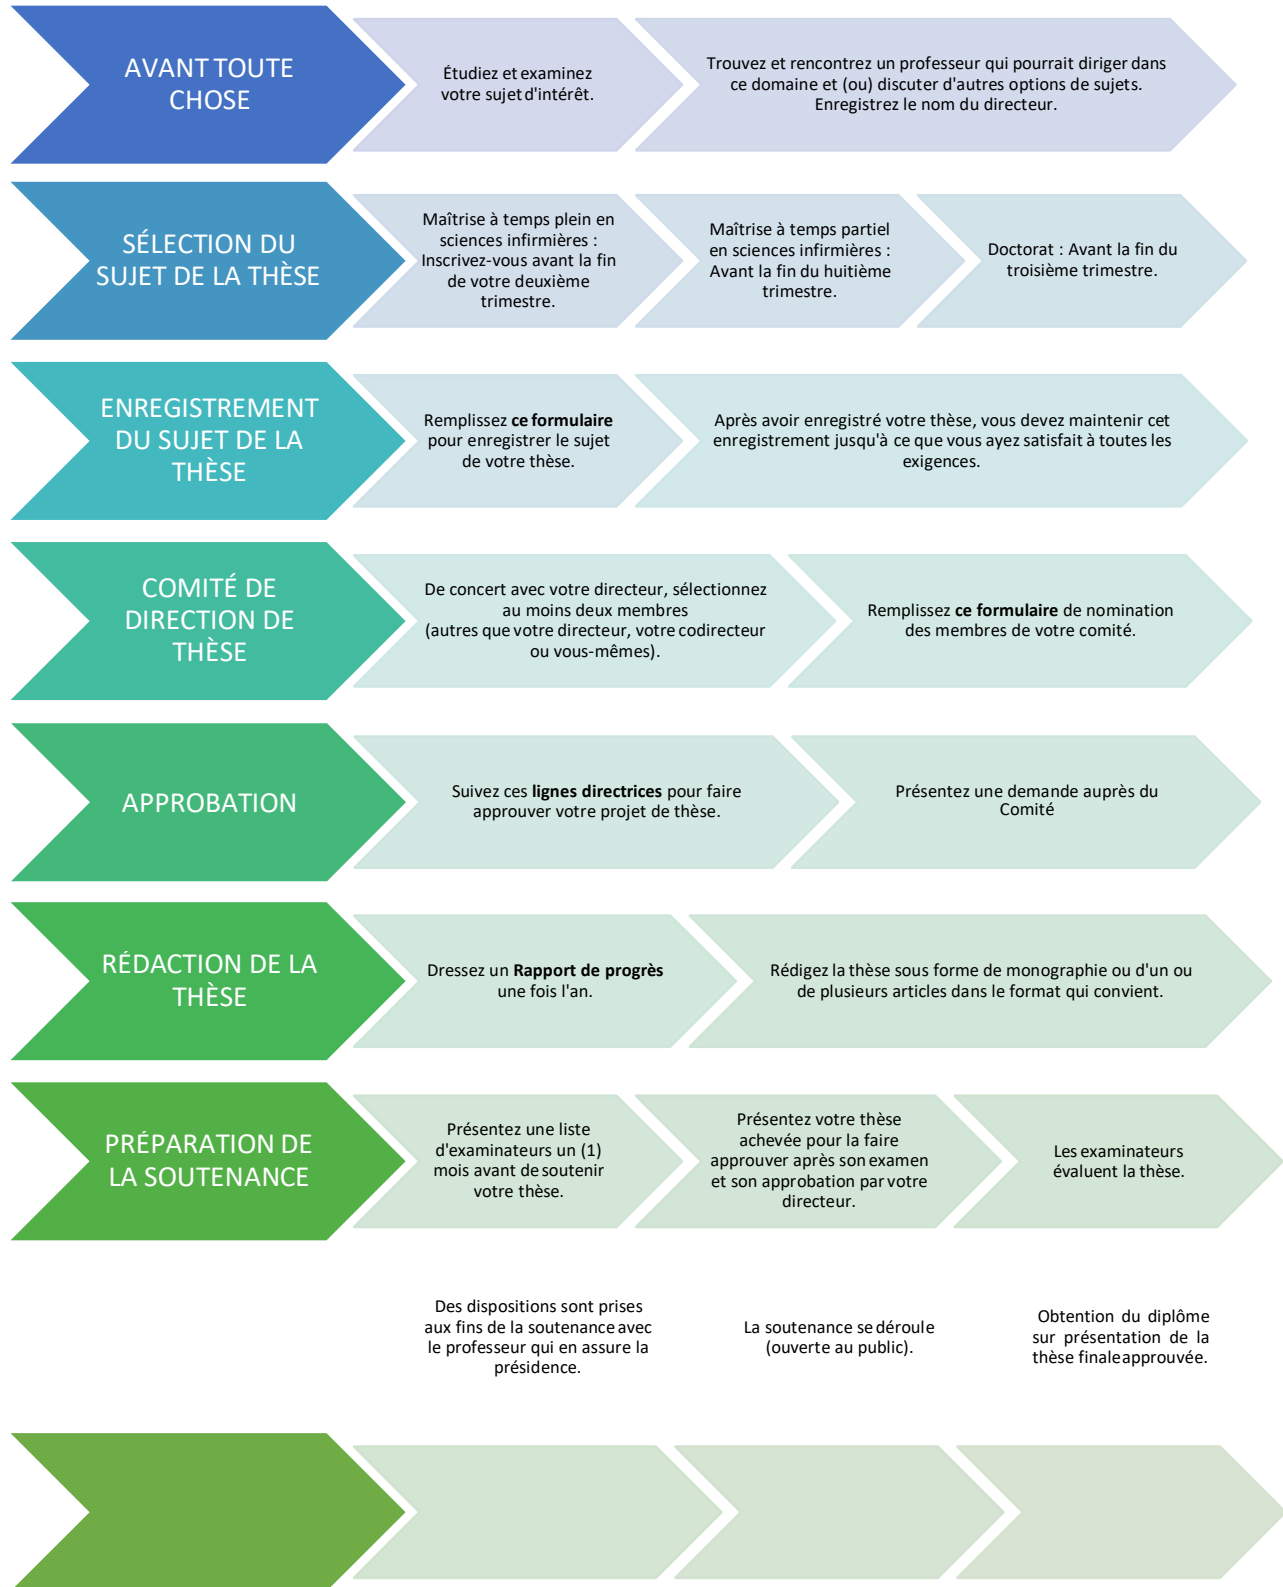 AVANT TOUTE
CHOSE
Étudiez et examinez
votre sujet d'intérêt.
Trouvez et rencontrez un professeur qui pourrait diriger dans
ce domaine et (ou) discuter d'autres options de sujets.
Enregistrez le nom du directeur.
SÉLECTION DU
SUJET DE LA THÈSE
Maîtrise à temps plein en
sciences infirmières :
Inscrivez-vous avant la fin
de votre deuxième
trimestre.
Maîtrise à temps partiel
en sciences infirmières :
Avant la fin du huitième
trimestre.
Doctorat : Avant la fin du
troisième trimestre.
ENREGISTREMENT
DU SUJET DE LA
THÈSE
Remplissez ce formulaire
pour enregistrer le sujet
de votre thèse.
Après avoir enregistré votre thèse, vous devez maintenir cet
enregistrement jusqu'à ce que vous ayez satisfait à toutes les
exigences.
COMITÉ DE
DIRECTION DE
THÈSE
De concert avec votre directeur, sélectionnez
au moins deux membres
(autres que votre directeur, votre codirecteur
ou vous-mêmes).
Remplissez ce formulaire de nomination
des membres de votre comité.
APPROBATION
Suivez ces lignes directrices pour faire
approuver votre projet de thèse.
Présentez une demande auprès du
Comité
RÉDACTION DE LA
THÈSE
Dressez un Rapport de progrès
une fois l'an.
Rédigez la thèse sous forme de monographie ou d'un ou
de plusieurs articles dans le format qui convient.
PRÉPARATION DE
LA SOUTENANCE
Présentez une liste
d'examinateurs un (1)
mois avant de soutenir
votre thèse.
Présentez votre thèse
achevée pour la faire
approuver après son examen
et son approbation par votre
directeur.
Les examinateurs
évaluent la thèse.
Des dispositions sont prises
aux fins de la soutenance avec
le professeur qui en assure la
présidence.
La soutenance se déroule
(ouverte au public).
Obtention du diplôme
sur présentation de la
thèse finale approuvée.